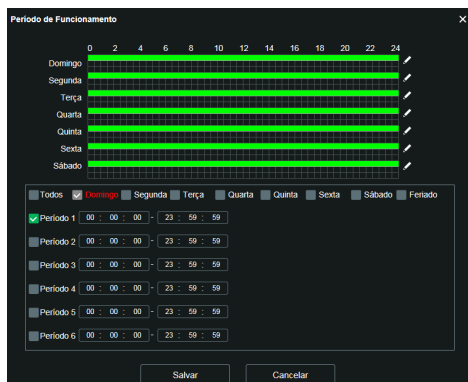 Periodo de Funcionamento ×
0 2 4 6 8 10 12 14 16 18 20 22 24
Domingo
Segunda
Terça
Quarta
Quinta
Sexta
Sábado
Todos Domingo Segunda Terça Quarta Quinta Sexta Sábado Feriado
Período 1 00 : 00 : 00 - 23 : 59 : 59
Período 2 00 : 00 : 00 - 23 : 59 : 59
Período 3 00 : 00 : 00 - 23 : 59 : 59
Período 4 00 : 00 : 00 - 23 : 59 : 59
Período 5 00 : 00 : 00 - 23 : 59 : 59
Período 6 00 : 00 : 00 - 23 : 59 : 59
Salvar Cancelar